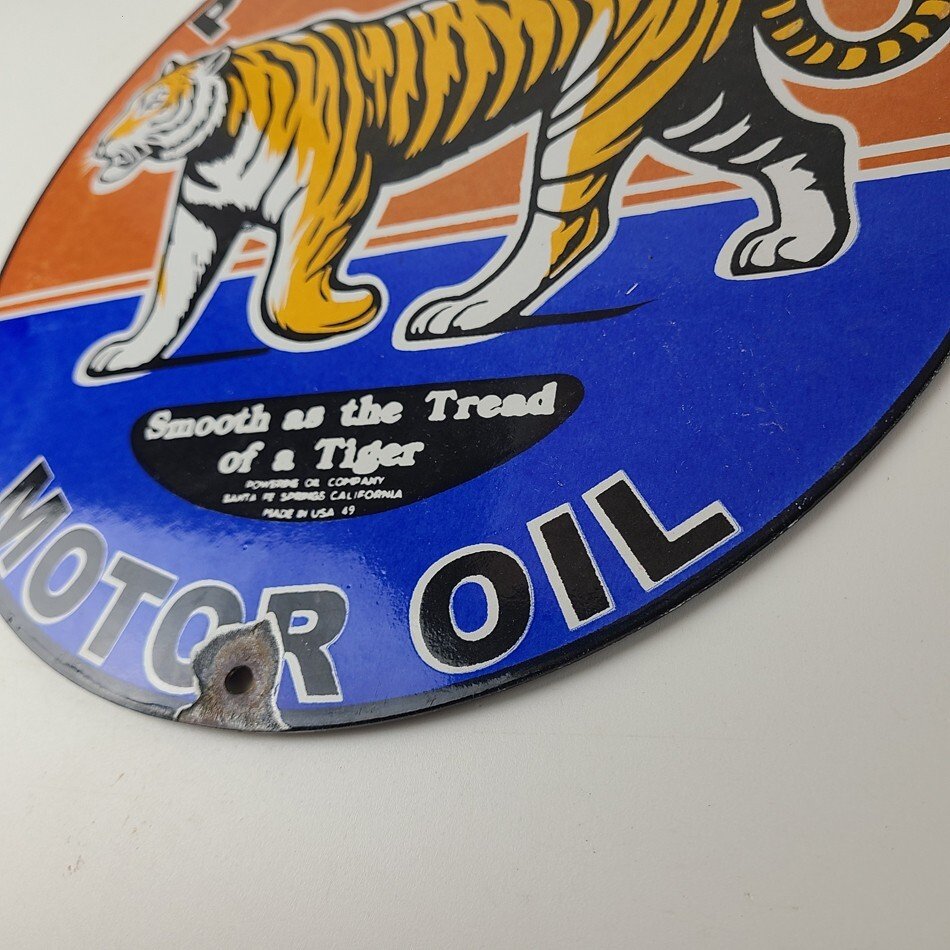 P
Smooth as the Tread
of a Tiger
POWERINE OIL COMPANY
SANTA FE SPRINGS CALIFORNIA
MADE IN USA 49
MOTOR OIL